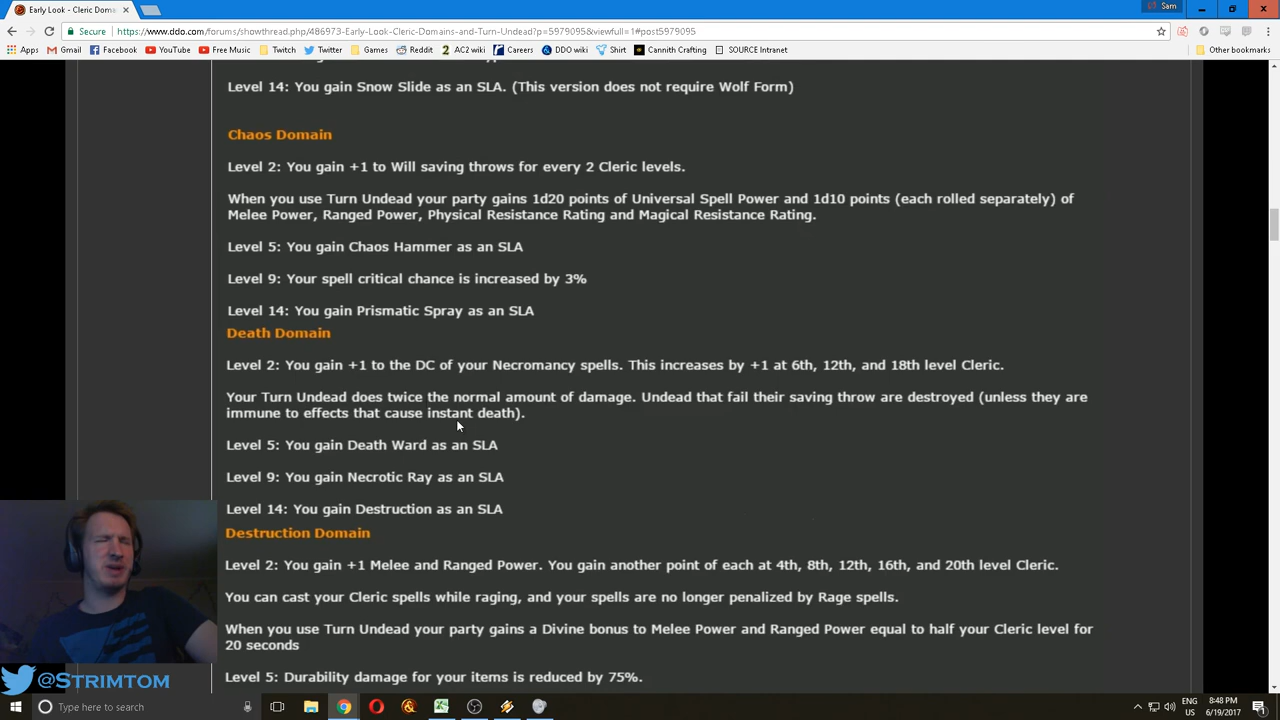 Early Look - Cleric Doma
Sam
Secure
https://www.ddo.com/forums/showthread.php/486973-Early-Look-Cleric-Domains-and-Turn-Undead?p=5979095&viewfull=1#post5979095
Apps Gmail Facebook YouTube Free Music Twitch Twitter Games Reddit AC2 wiki Careers DDO wiki Shirt Cannith Crafting SOURCE Intranet Other bookmarks
Level 14: You gain Snow Slide as an SLA. (This version does not require Wolf Form)
Chaos Domain
Level 2: You gain +1 to Will saving throws for every 2 Cleric levels.
When you use Turn Undead your party gains 1d20 points of Universal Spell Power and 1d10 points (each rolled separately) of
Melee Power, Ranged Power, Physical Resistance Rating and Magical Resistance Rating.
Level 5: You gain Chaos Hammer as an SLA
Level 9: Your spell critical chance is increased by 3%
Level 14: You gain Prismatic Spray as an SLA
Death Domain
Level 2: You gain +1 to the DC of your Necromancy spells. This increases by +1 at 6th, 12th, and 18th level Cleric.
Your Turn Undead does twice the normal amount of damage. Undead that fail their saving throw are destroyed (unless they are
immune to effects that cause instant death).
Level 5: You gain Death Ward as an SLA
Level 9: You gain Necrotic Ray as an SLA
Level 14: You gain Destruction as an SLA
Destruction Domain
Level 2: You gain +1 Melee and Ranged Power. You gain another point of each at 4th, 8th, 12th, 16th, and 20th level Cleric.
You can cast your Cleric spells while raging, and your spells are no longer penalized by Rage spells.
When you use Turn Undead your party gains a Divine bonus to Melee Power and Ranged Power equal to half your Cleric level for
20 seconds
Level 5: Durability damage for your items is reduced by 75%.
@STRIMTOM
Type here to search
ENG
US
8:48 PM
6/19/2017